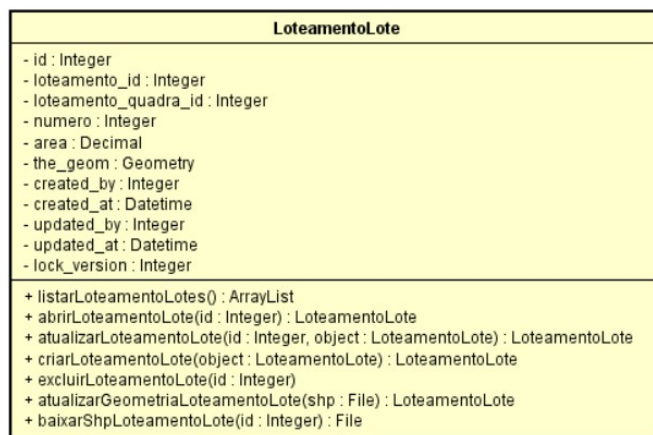 LoteamentoLote
- id : Integer
- loteamento_id : Integer
- loteamento_quadra_id : Integer
- numero : Integer
- area : Decimal
- the_geom : Geometry
- created_by : Integer
- created_at : Datetime
- updated_by : Integer
- updated_at : Datetime
- lock_version : Integer
+ listarLoteamentoLotes() : ArrayList
+ abrirLoteamentoLote(id : Integer) : LoteamentoLote
+ atualizarLoteamentoLote(id : Integer, object : LoteamentoLote) : LoteamentoLote
+ criarLoteamentoLote(object : LoteamentoLote) : LoteamentoLote
+ excluirLoteamentoLote(id : Integer)
+ atualizarGeometriaLoteamentoLote(shp : File) : LoteamentoLote
+ baixarShpLoteamentoLote(id : Integer) : File